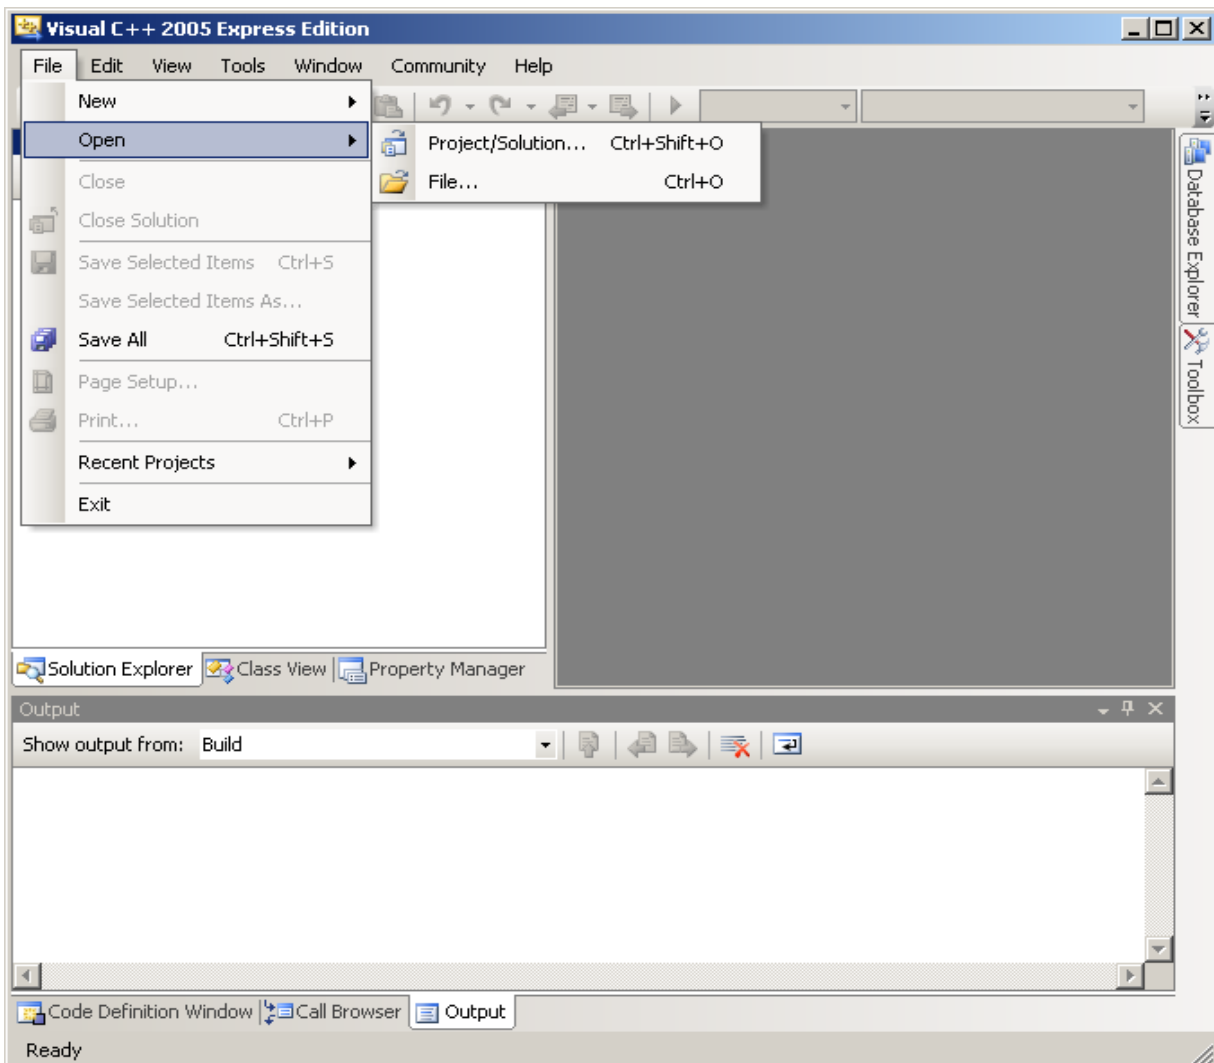 Visual C++ 2005 Express Edition
File Edit View Tools Window Community Help
New
Open
Project/Solution... Ctrl+Shift+O
File... Ctrl+O
Close
Close Solution
Save Selected Items Ctrl+S
Save Selected Items As...
Save All Ctrl+Shift+S
Page Setup...
Print... Ctrl+P
Recent Projects
Exit
Database Explorer
Toolbox
Solution Explorer Class View Property Manager
Output
Show output from: Build
Code Definition Window Call Browser Output
Ready